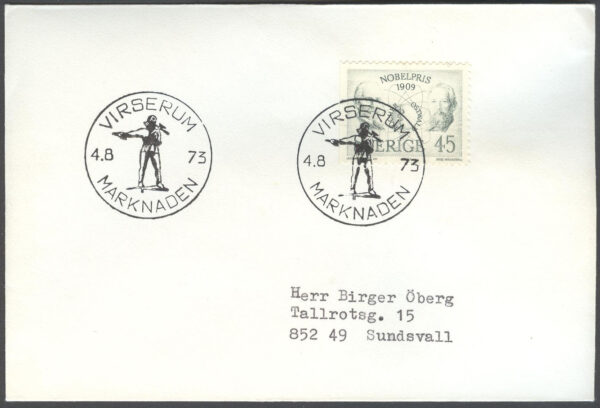 VIRSERUM
4.8 73
MARKNADEN
NOBELPRIS
1909
SVERIGE 45
VIRSERUM
4.8 73
MARKNADEN
Herr Birger Öberg
Tallrotsg. 15
852 49 Sundsvall